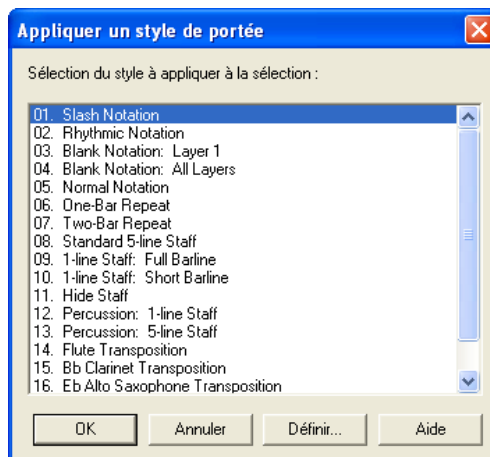 Appliquer un style de portée
Sélection du style à appliquer à la sélection :
01. Slash Notation
02. Rhythmic Notation
03. Blank Notation: Layer 1
04. Blank Notation: All Layers
05. Normal Notation
06. One-Bar Repeat
07. Two-Bar Repeat
08. Standard 5-line Staff
09. 1-line Staff: Full Barline
10. 1-line Staff: Short Barline
11. Hide Staff
12. Percussion: 1-line Staff
13. Percussion: 5-line Staff
14. Flute Transposition
15. Bb Clarinet Transposition
16. Eb Alto Saxophone Transposition
OK Annuler Définir... Aide